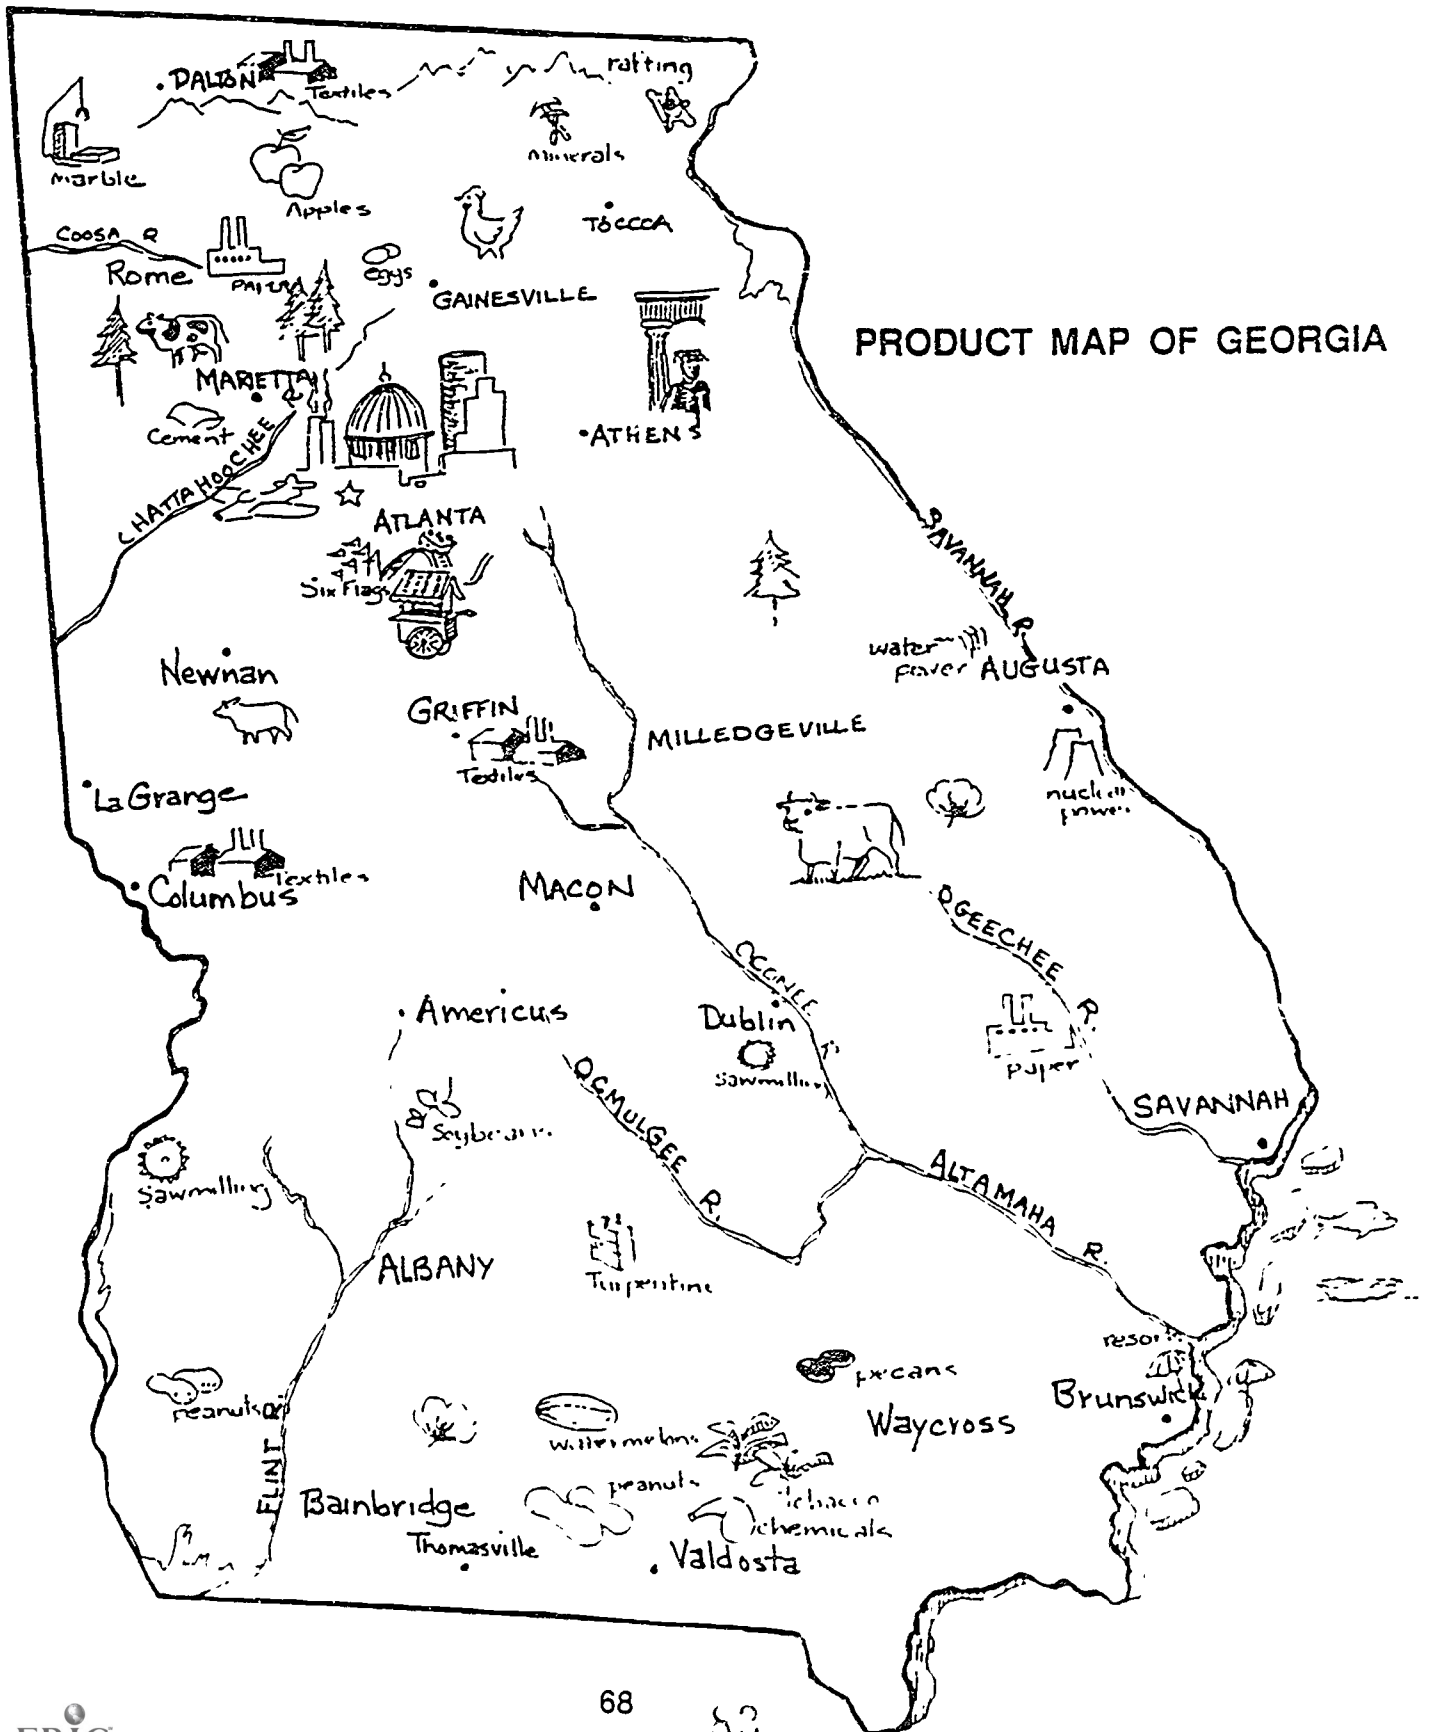 DALTON
Textiles
rafting
minerals
marble
Apples
TOCCOA
COOSA R
Rome
eggs
GAINESVILLE
PRODUCT MAP OF GEORGIA
MARIETTA
Cement
ATHENS
CHATTAHOOCHEE R
ATLANTA
Six Flags
SAVANNAH R.
water
power AUGUSTA
Newnan
GRIFFIN
Textiles
MILLEDGEVILLE
nuclear
power
La Grange
Textiles
Columbus
MACON
OGEECHEE R.
OCONEE R
Americus
Dublin
sawmilling
paper
OCMULGEE R.
SAVANNAH
Soybeans
Sawmilling
ALTAMAHA R.
ALBANY
Turpentine
resort
pecans
Brunswick
peanuts
Waycross
watermelons
FLINT R.
peanuts
Bainbridge
Tobacco
chemicals
Thomasville
Valdosta
68
ERIC